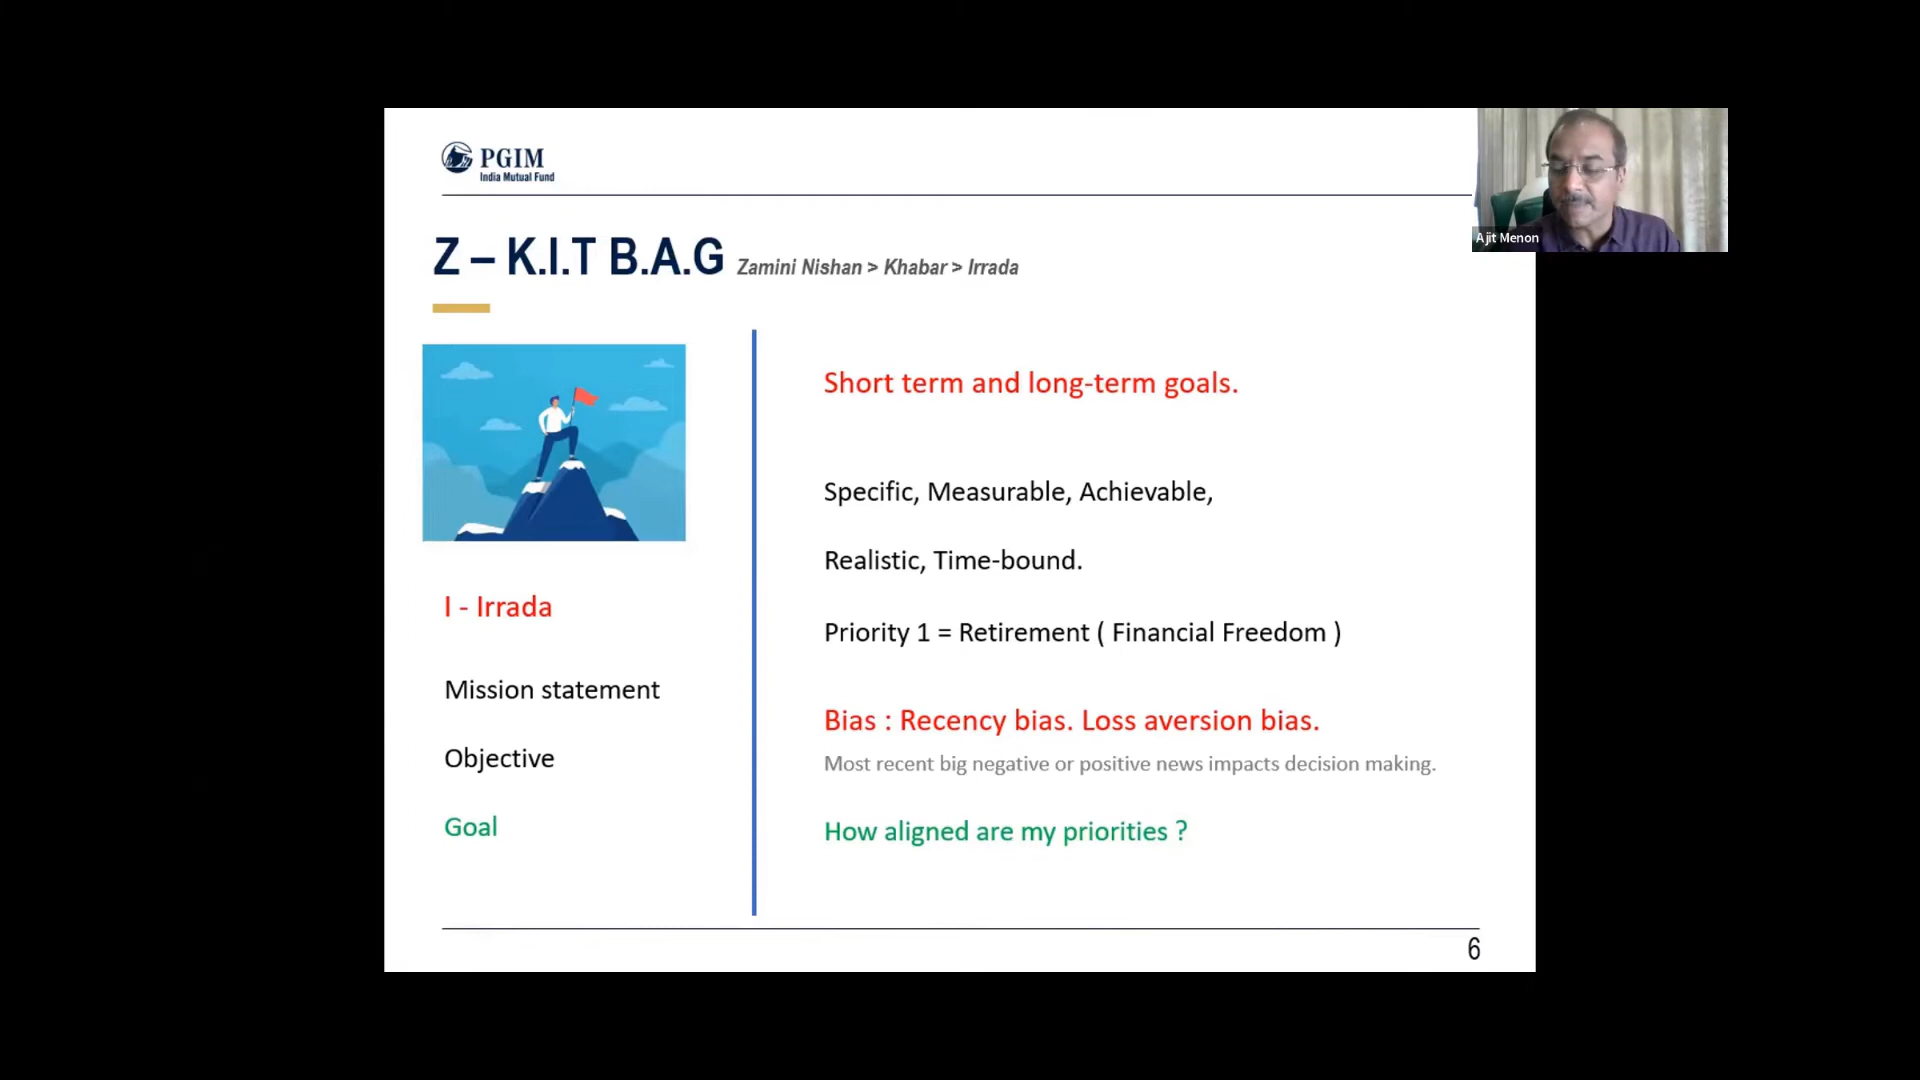 PGIM
India Mutual Fund
Ajit Menon
Z – K.I.T B.A.G Zamini Nishan > Khabar > Irrada
Short term and long-term goals.
Specific, Measurable, Achievable,
Realistic, Time-bound.
I - Irrada
Priority 1 = Retirement ( Financial Freedom )
Mission statement
Bias : Recency bias. Loss aversion bias.
Objective
Most recent big negative or positive news impacts decision making.
Goal
How aligned are my priorities ?
6